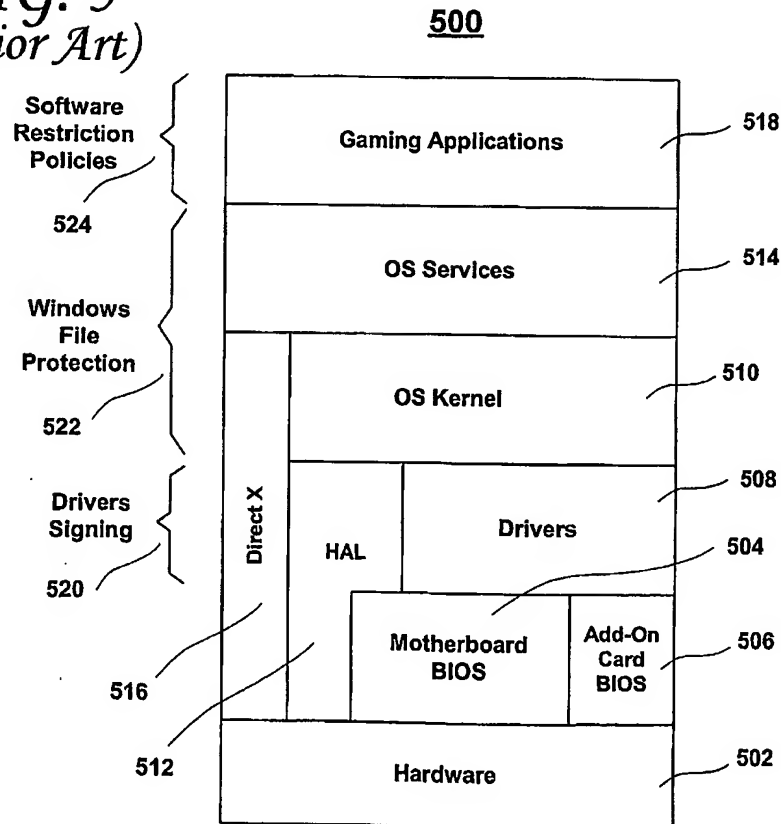 (Prior Art)
500
Software
Restriction
Policies
524
Gaming Applications
518
OS Services
514
Windows
File
Protection
522
OS Kernel
510
Drivers
Signing
520
Direct X
516
HAL
512
Drivers
508
504
Motherboard
BIOS
Add-On
Card
BIOS
506
Hardware
502